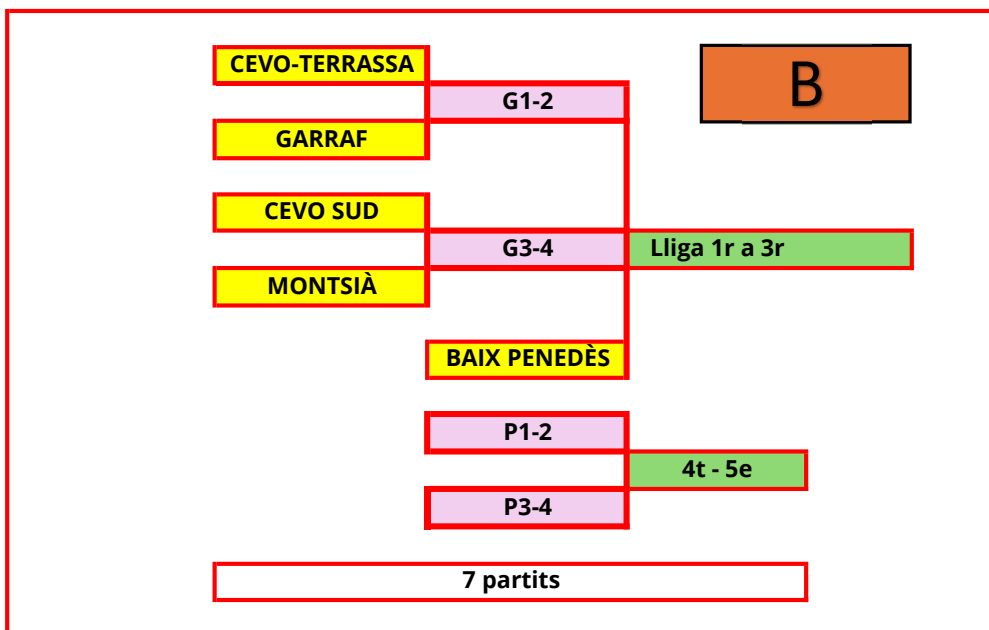 CEVO-TERRASSA
B
G1-2
GARRAF
CEVO SUD
G3-4
Lliga 1r a 3r
MONTSIÀ
BAIX PENEDÈS
P1-2
4t - 5e
P3-4
7 partits